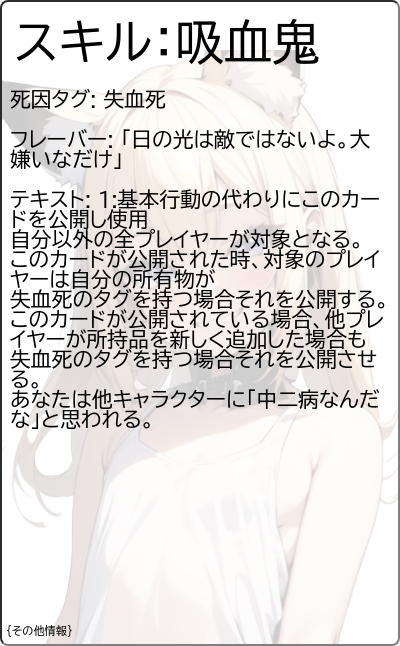 スキル:吸血鬼
死因タグ: 失血死
フレーバー: 「日の光は敵ではないよ。大
嫌いなだけ」
テキスト: 1:基本行動の代わりにこのカー
ドを公開し使用
自分以外の全プレイヤーが対象となる。
このカードが公開された時、対象のプレイ
ヤーは自分の所有物が
失血死のタグを持つ場合それを公開する。
このカードが公開されている場合、他プレ
イヤーが所持品を新しく追加した場合も
失血死のタグを持つ場合それを公開させ
る。
あなたは他キャラクターに「中二病なんだ
な」と思われる。
{その他情報}